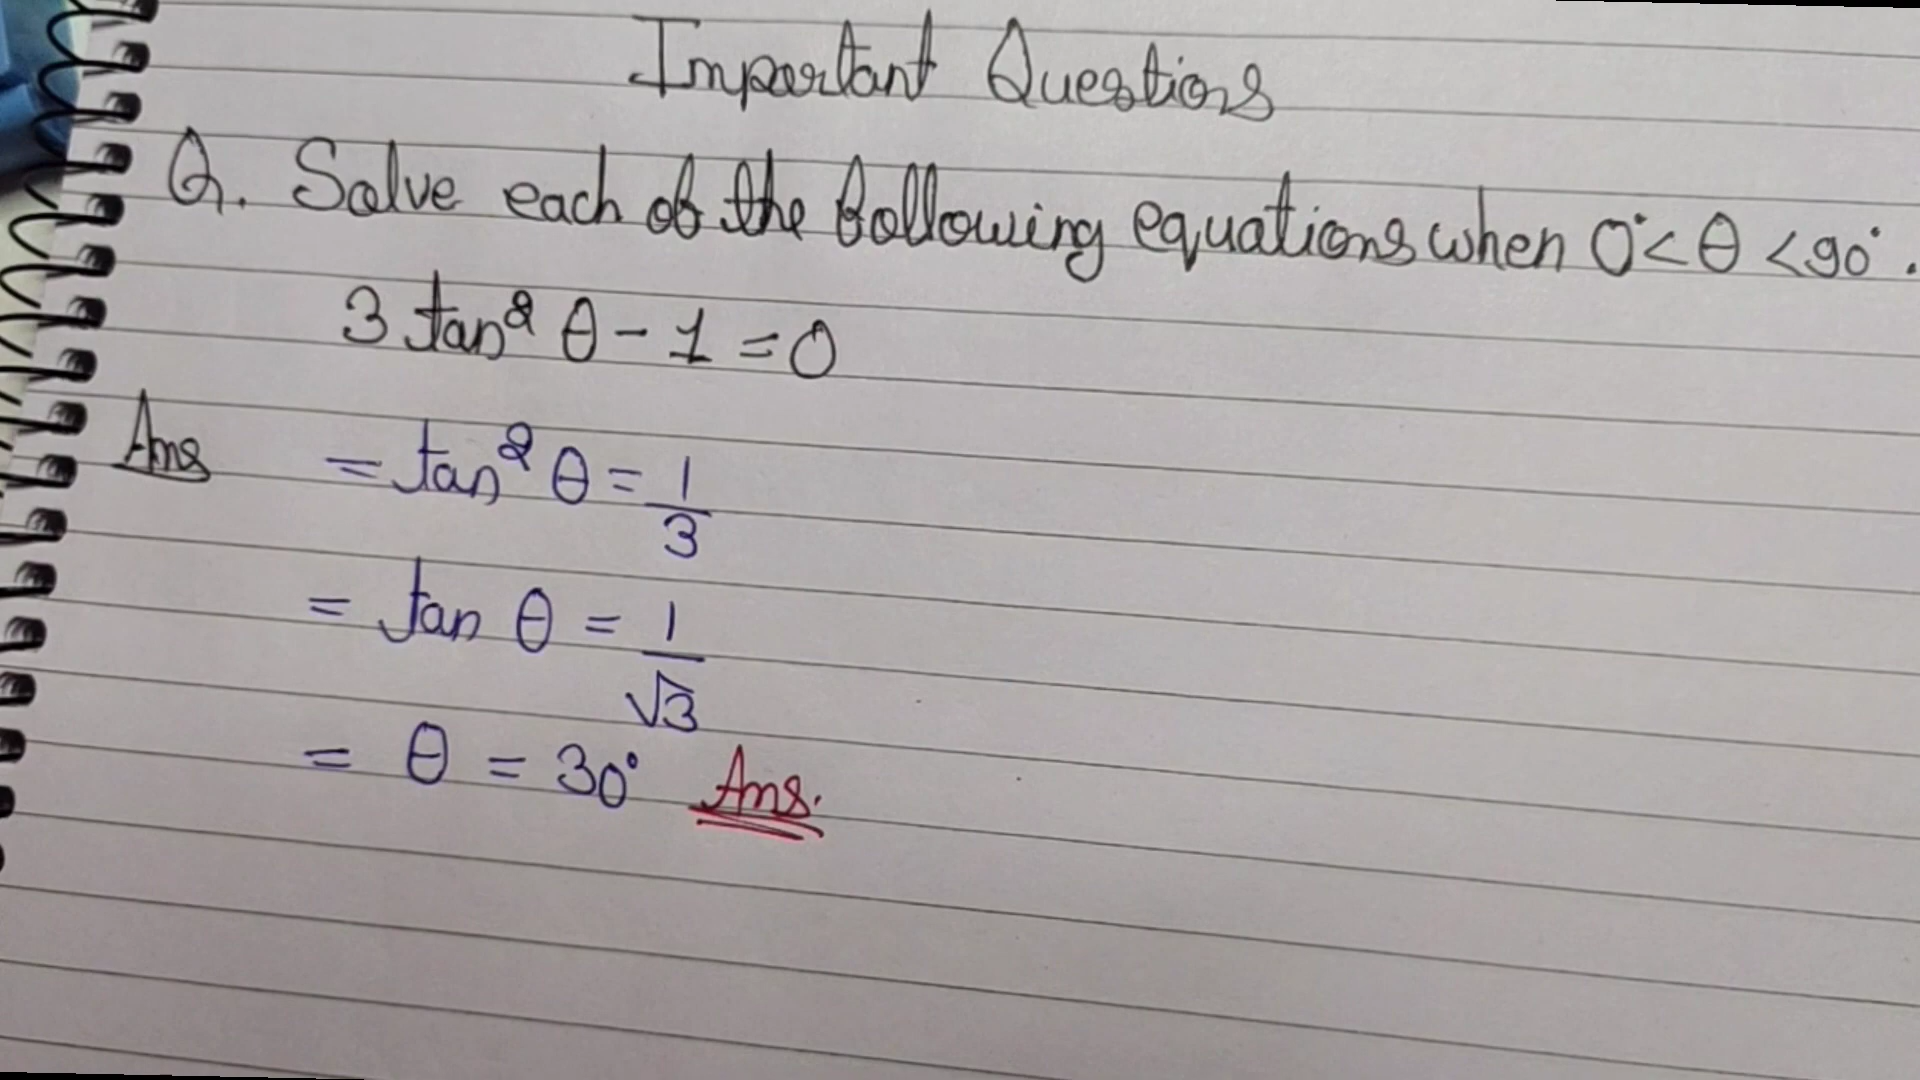 Important Questions
Q. Solve each of the following equations when 0°< θ <90°.
3 tan² θ - 1 = 0
Ans = tan² θ = 1/3
= tan θ = 1/√3
= θ = 30° Ans.